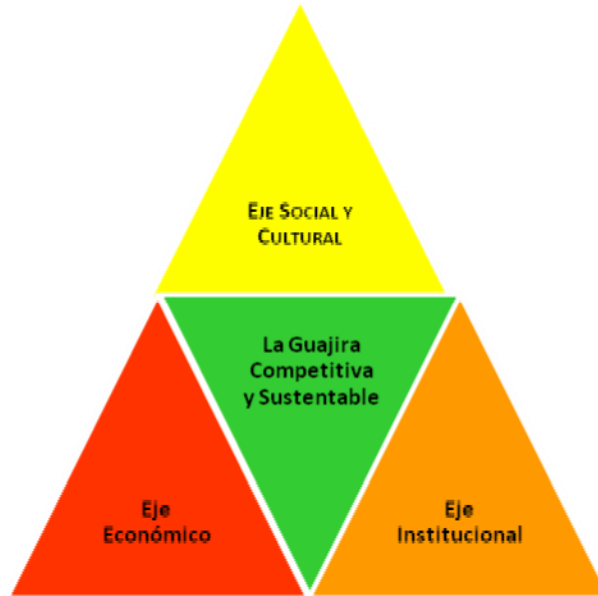 EJE SOCIAL Y
CULTURAL
La Guajira
Competitiva
y Sustentable
Eje
Económico
Eje
Institucional